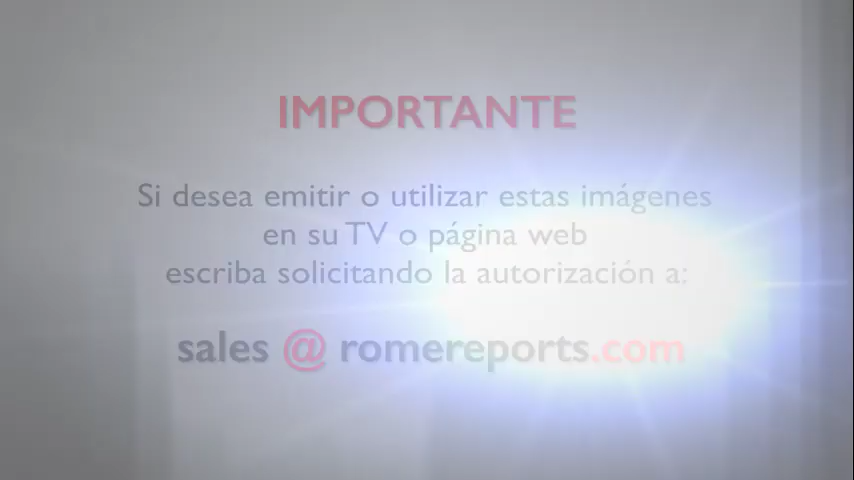 IMPORTANTE
Si desea emitir o utilizar estas imágenes
en su TV o página web
escriba solicitando la autorización a:
sales @ romereports.com